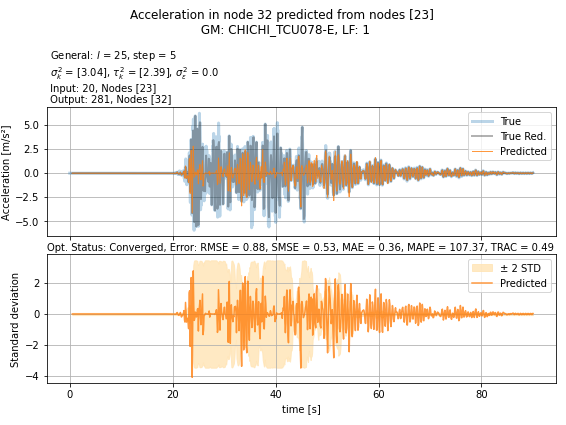 Acceleration in node 32 predicted from nodes [23]
GM: CHICHI_TCU078-E, LF: 1
General: l = 25, step = 5
σ²ₖ = [3.04], τ²ₖ = [2.39], σ²ε = 0.0
Input: 20, Nodes [23]
Output: 281, Nodes [32]
Acceleration [m/s²]
5.0
2.5
0.0
−2.5
−5.0
True
True Red.
Predicted
Opt. Status: Converged, Error: RMSE = 0.88, SMSE = 0.53, MAE = 0.36, MAPE = 107.37, TRAC = 0.49
Standard deviation
2
0
−2
−4
± 2 STD
Predicted
0 20 40 60 80
time [s]